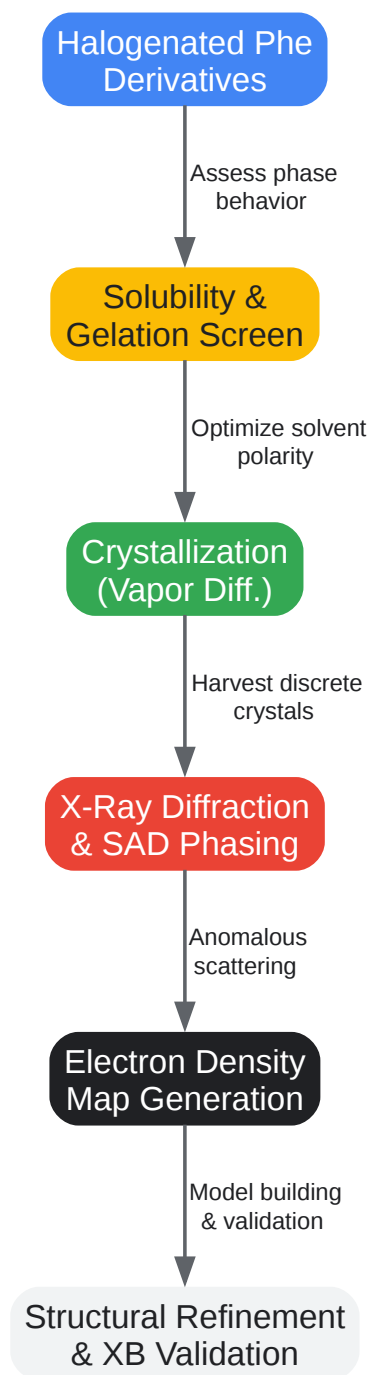 Halogenated Phe
Derivatives
Assess phase
behavior
Solubility &
Gelation Screen
Optimize solvent
polarity
Crystallization
(Vapor Diff.)
Harvest discrete
crystals
X-Ray Diffraction
& SAD Phasing
Anomalous
scattering
Electron Density
Map Generation
Model building
& validation
Structural Refinement
& XB Validation